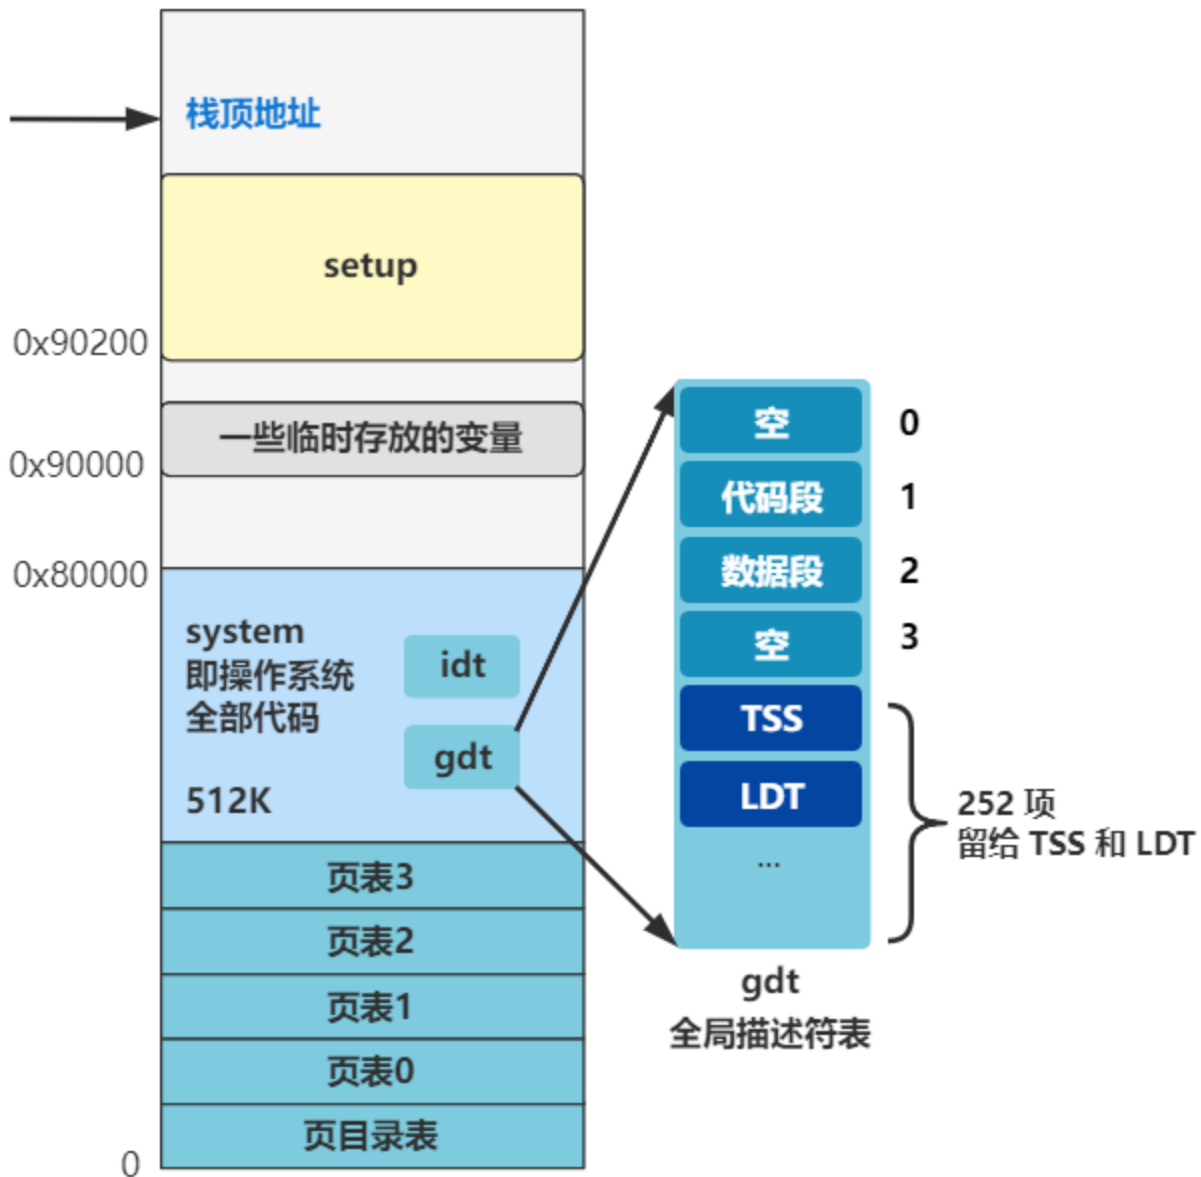 栈顶地址
setup
0x90200
一些临时存放的变量
0x90000
0x80000
system
即操作系统
全部代码
512K
idt
gdt
页表3
页表2
页表1
页表0
页目录表
0
空 0
代码段 1
数据段 2
空 3
TSS
LDT
...
252 项
留给 TSS 和 LDT
gdt
全局描述符表